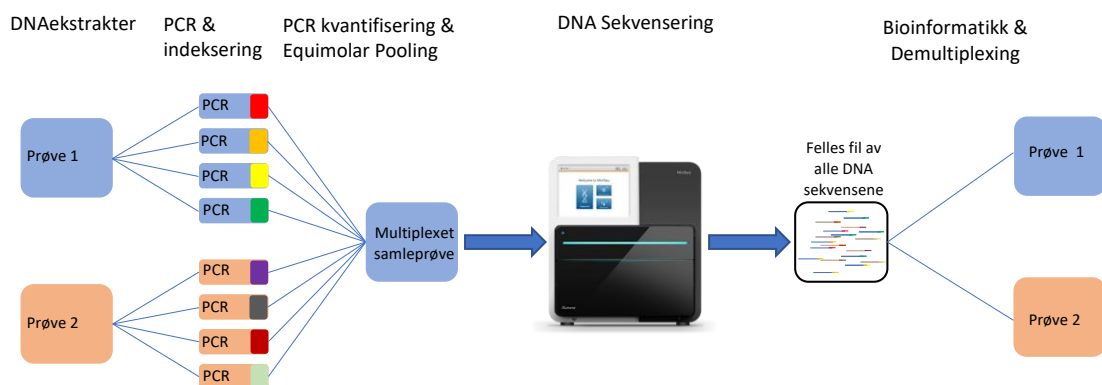 DNAekstrakter
PCR &
indeksering
PCR kvantifisering &
Equimolar Pooling
DNA Sekvensering
Bioinformatikk &
Demultiplexing
Prøve 1
PCR
PCR
PCR
PCR
Prøve 2
PCR
PCR
PCR
PCR
Multiplexet
samleprøve
Felles fil av
alle DNA
sekvensene
Prøve 1
Prøve 2